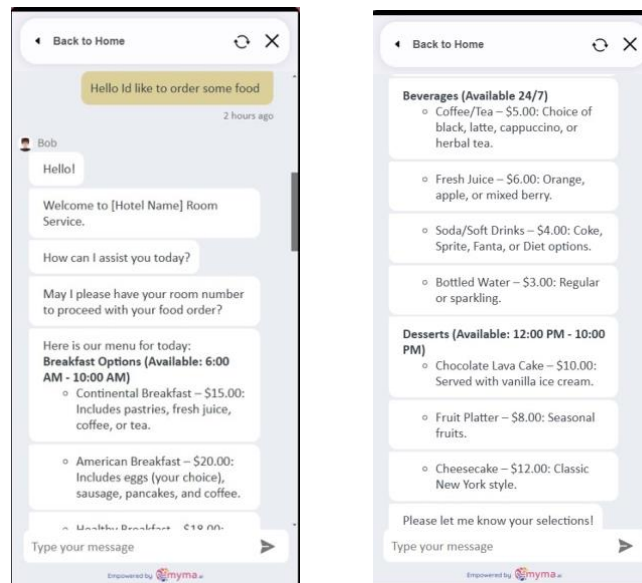 Back to Home
Hello Id like to order some food
2 hours ago
Bob
Hello!
Welcome to [Hotel Name] Room
Service.
How can I assist you today?
May I please have your room number
to proceed with your food order?
Here is our menu for today:
Breakfast Options (Available: 6:00
AM - 10:00 AM)
Continental Breakfast – $15.00:
Includes pastries, fresh juice,
coffee, or tea.
American Breakfast – $20.00:
Includes eggs (your choice),
sausage, pancakes, and coffee.
Healthy Breakfast – $18.00:
Type your message
Empowered by myma.ai
Back to Home
Beverages (Available 24/7)
Coffee/Tea – $5.00: Choice of
black, latte, cappuccino, or
herbal tea.
Fresh Juice – $6.00: Orange,
apple, or mixed berry.
Soda/Soft Drinks – $4.00: Coke,
Sprite, Fanta, or Diet options.
Bottled Water – $3.00: Regular
or sparkling.
Desserts (Available: 12:00 PM - 10:00
PM)
Chocolate Lava Cake – $10.00:
Served with vanilla ice cream.
Fruit Platter – $8.00: Seasonal
fruits.
Cheesecake – $12.00: Classic
New York style.
Please let me know your selections!
Type your message
Empowered by myma.ai